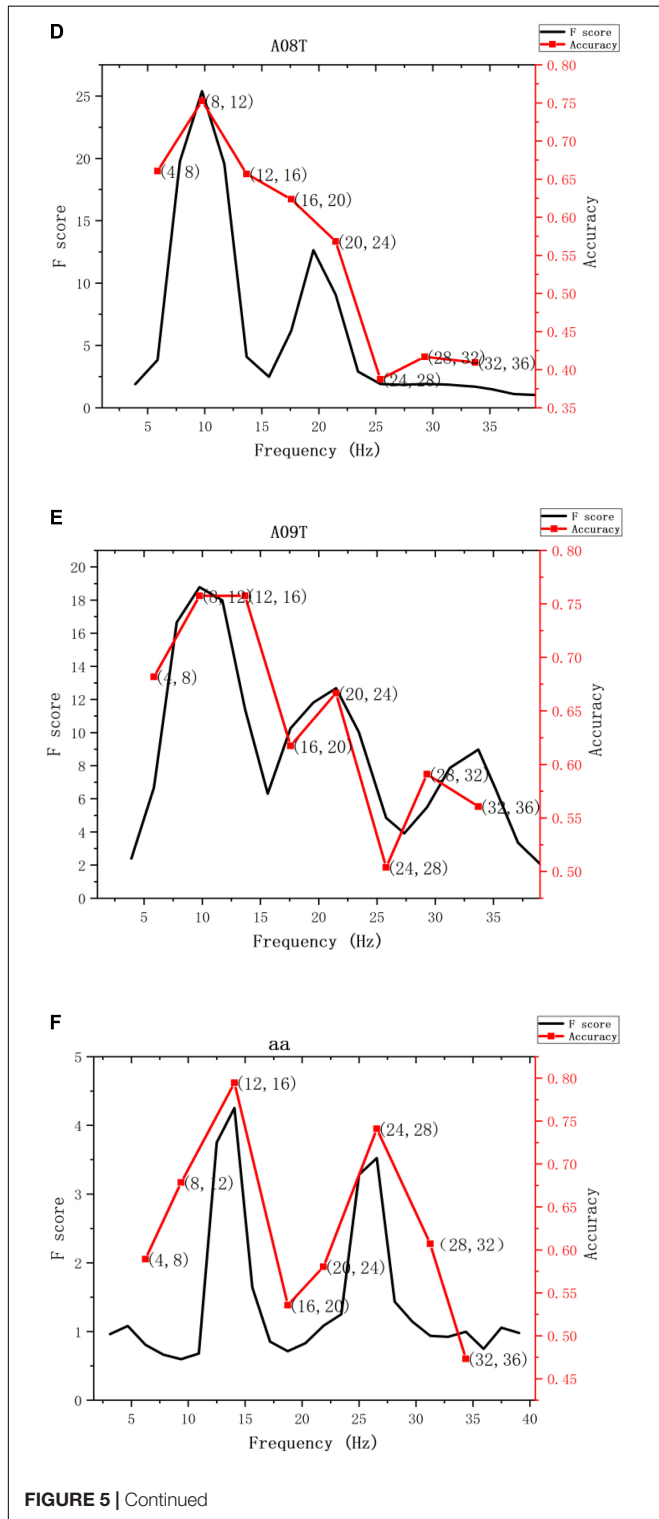 D
A08T
F score
Accuracy
25
20
15
10
5
0
F score
0.80
0.75
0.70
0.65
0.60
0.55
0.50
0.45
0.40
0.35
Accuracy
(4, 8)
(8, 12)
(12, 16)
(16, 20)
(20, 24)
(24, 28)
(28, 32)
(32, 36)
5 10 15 20 25 30 35
Frequency (Hz)
E
A09T
F score
Accuracy
20
18
16
14
12
10
8
6
4
2
0
F score
0.80
0.75
0.70
0.65
0.60
0.55
0.50
Accuracy
(4, 8)
(8, 12)
(12, 16)
(16, 20)
(20, 24)
(24, 28)
(28, 32)
(32, 36)
5 10 15 20 25 30 35
Frequency (Hz)
F
aa
F score
Accuracy
5
4
3
2
1
0
F score
0.80
0.75
0.70
0.65
0.60
0.55
0.50
0.45
Accuracy
(4, 8)
(8, 12)
(12, 16)
(16, 20)
(20, 24)
(24, 28)
(28, 32)
(32, 36)
5 10 15 20 25 30 35 40
Frequency (Hz)
FIGURE 5 | Continued